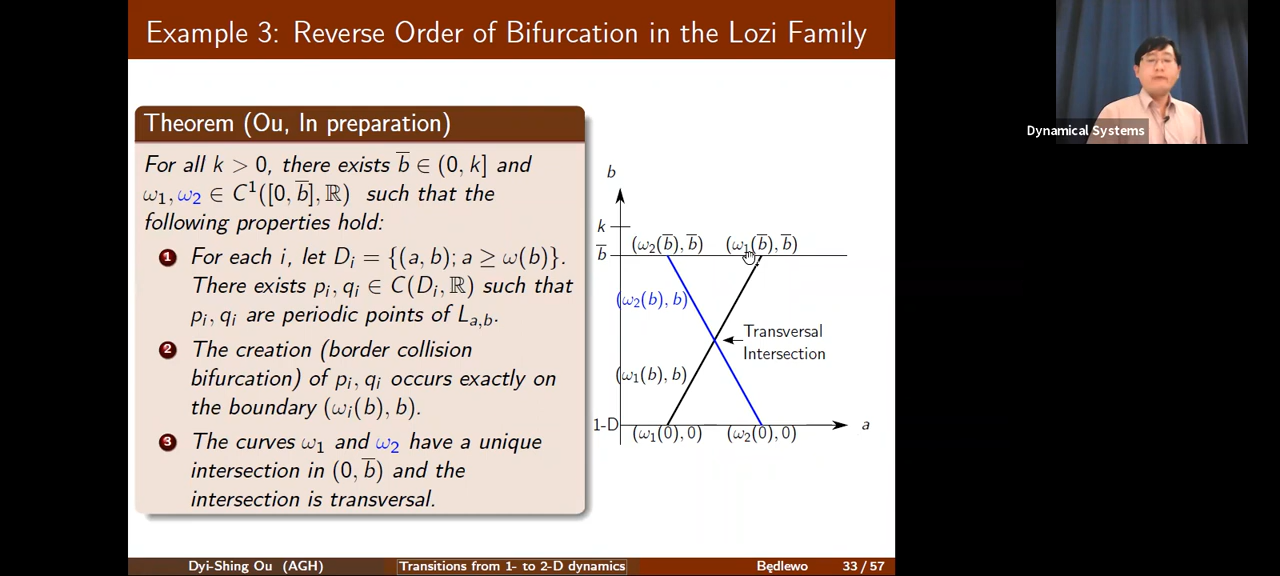 Example 3: Reverse Order of Bifurcation in the Lozi Family
Theorem (Ou, In preparation)
For all k > 0, there exists b̅ ∈ (0, k] and
ω₁, ω₂ ∈ C¹([0, b̅], ℝ) such that the
following properties hold:
1 For each i, let Dᵢ = {(a, b); a ≥ ω(b)}.
There exists pᵢ, qᵢ ∈ C(Dᵢ, ℝ) such that
pᵢ, qᵢ are periodic points of Lₐ,b.
2 The creation (border collision
bifurcation) of pᵢ, qᵢ occurs exactly on
the boundary (ωᵢ(b), b).
3 The curves ω₁ and ω₂ have a unique
intersection in (0, b̅) and the
intersection is transversal.
b
k
b̅
(ω₂(b̅), b̅)
(ω₁(b̅), b̅)
(ω₂(b), b)
Transversal
Intersection
(ω₁(b), b)
1-D
a
(ω₁(0), 0)
(ω₂(0), 0)
Dynamical Systems
Dyi-Shing Ou (AGH)
Transitions from 1- to 2-D dynamics
Będlewo
33 / 57